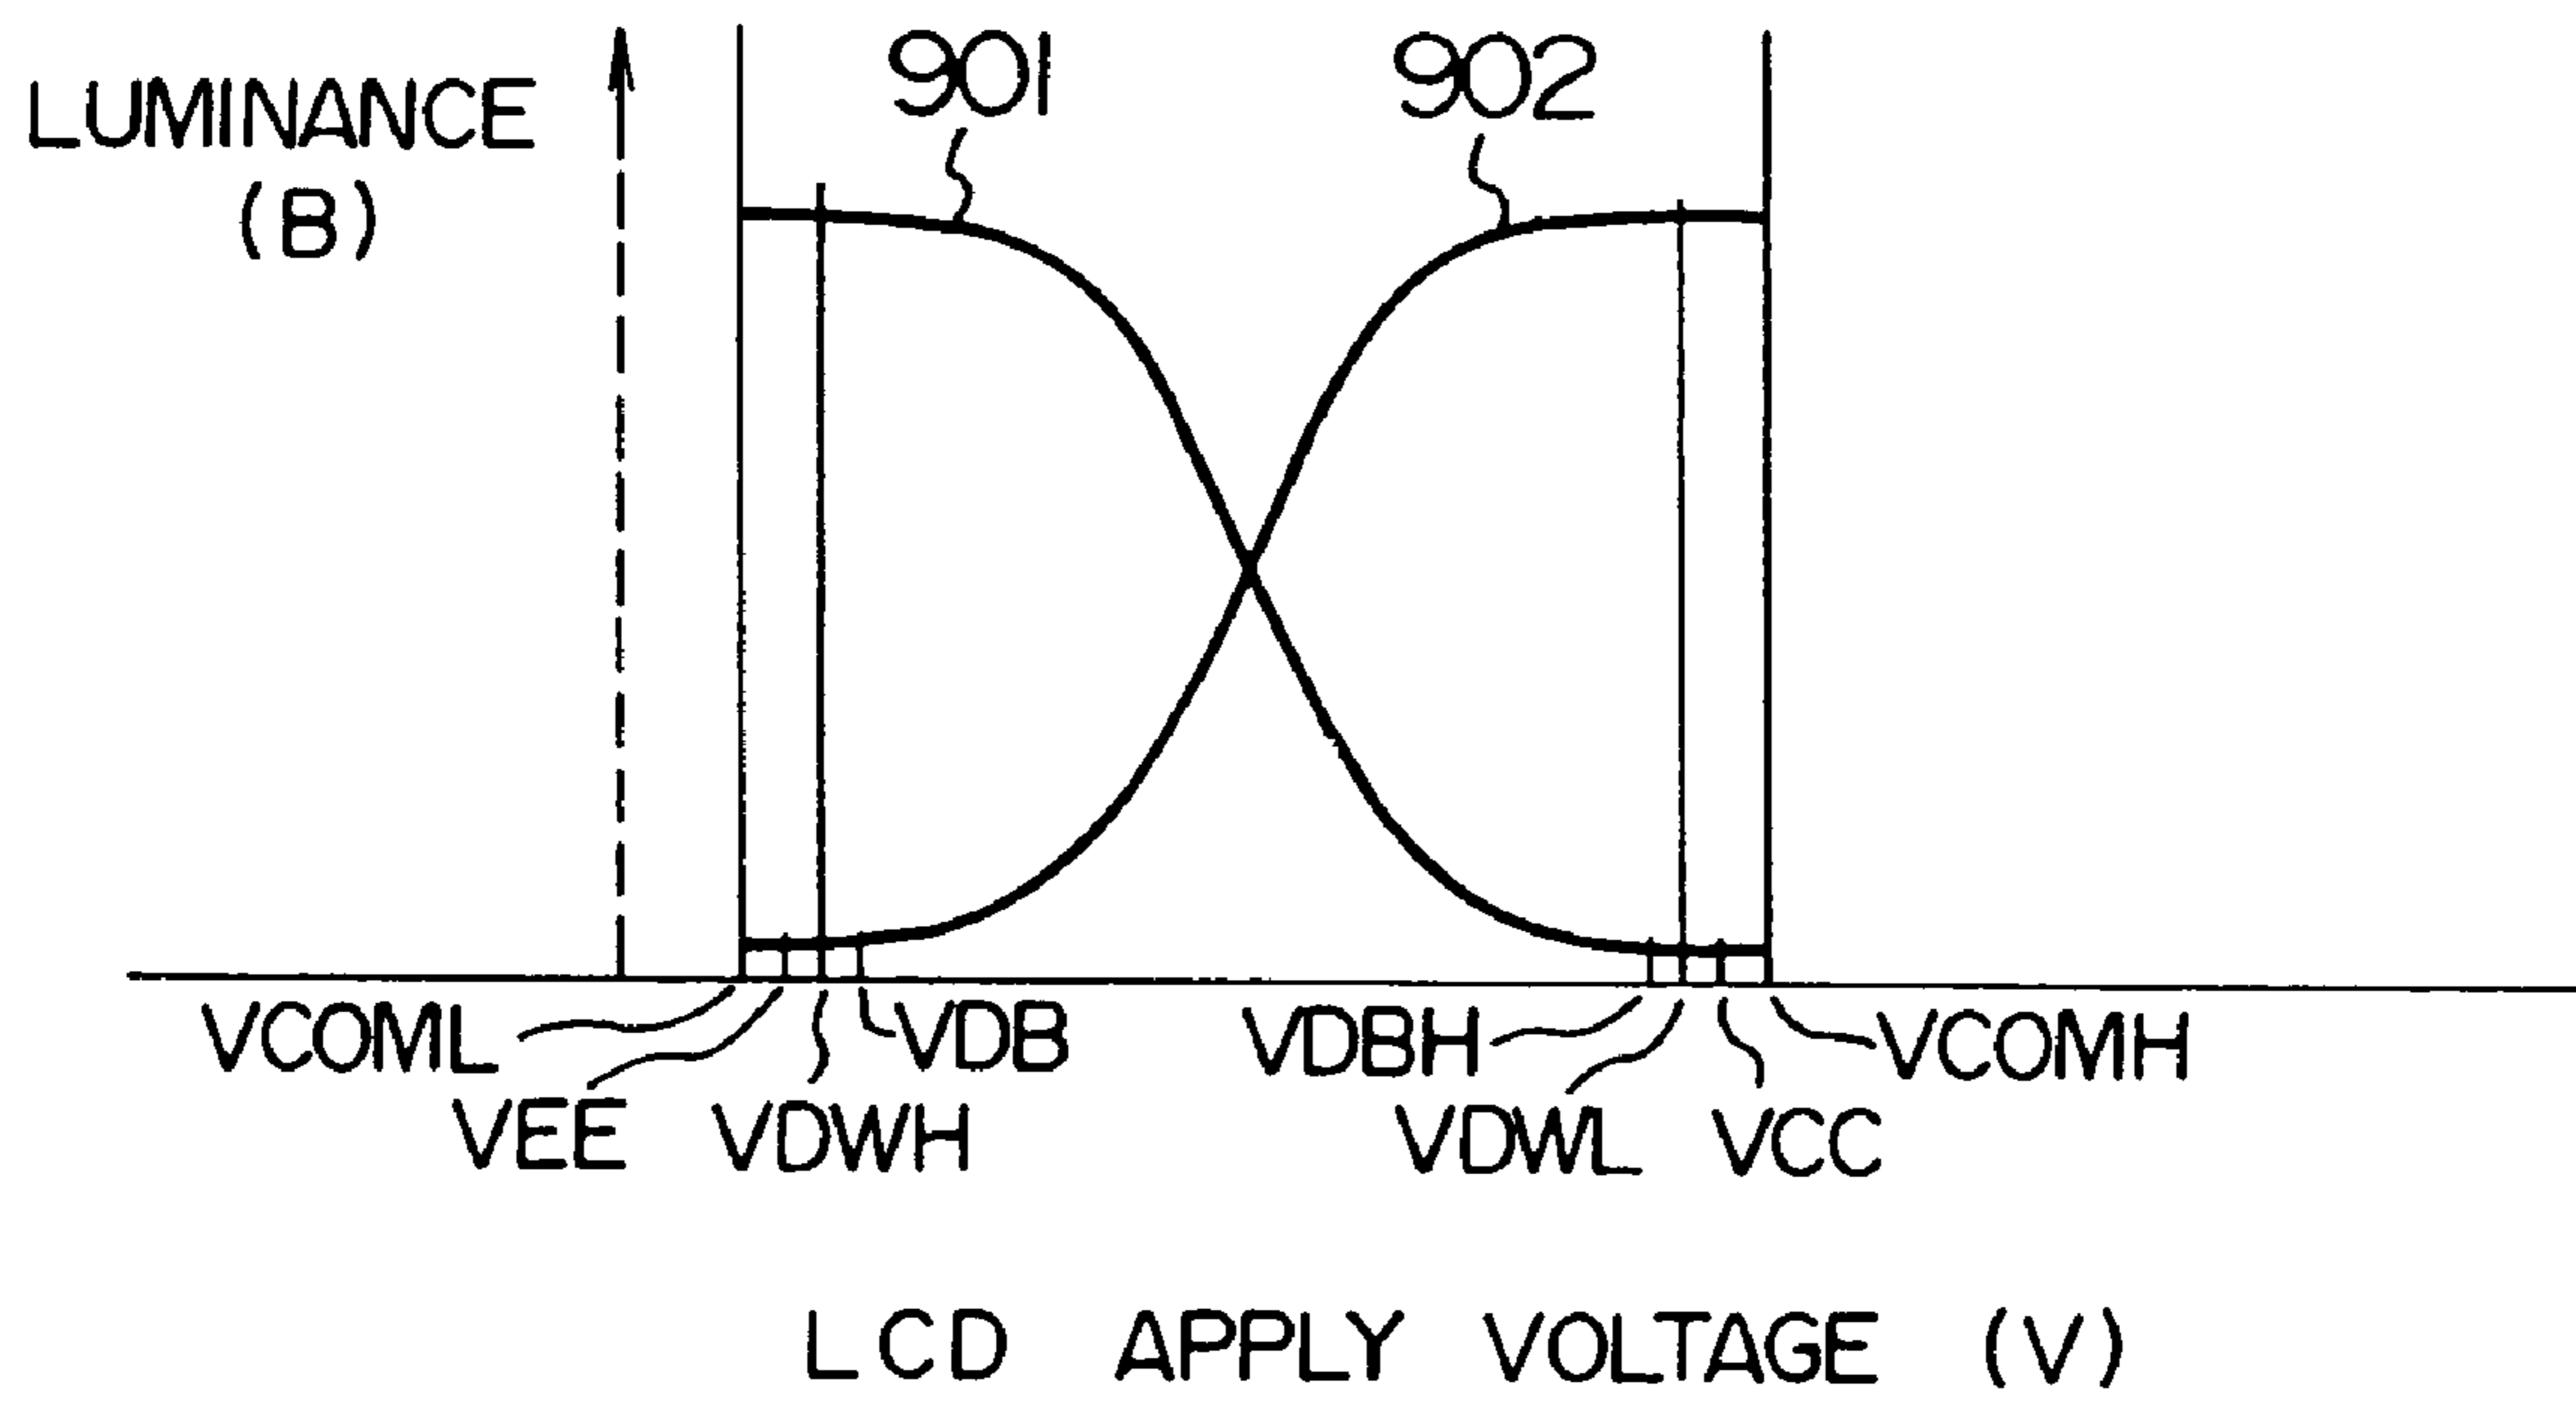 901 902
LUMINANCE
(B)
VCOML VDB VDBH VCOMH
VEE VDWH VDWL VCC
LCD APPLY VOLTAGE (V)